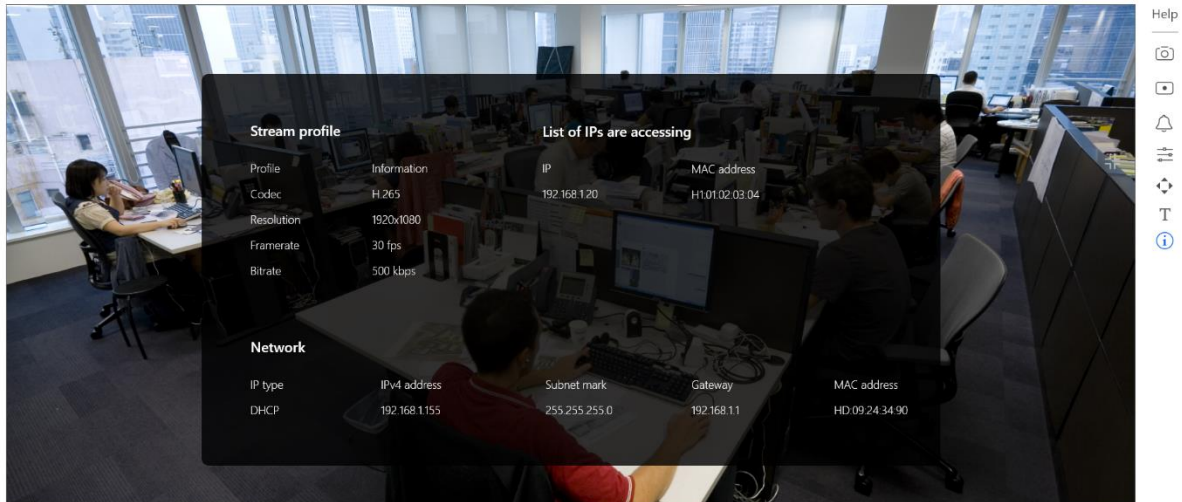 Help
Stream profile List of IPs are accessing
Profile Information IP MAC address
Codec H.265 192.168.1.20 H1:01:02:03:04
Resolution 1920x1080
Framerate 30 fps
Bitrate 500 kbps
Network
IP type IPv4 address Subnet mark Gateway MAC address
DHCP 192.168.1.155 255.255.255.0 192.168.1.1 HD:09:24:34:90
T
i